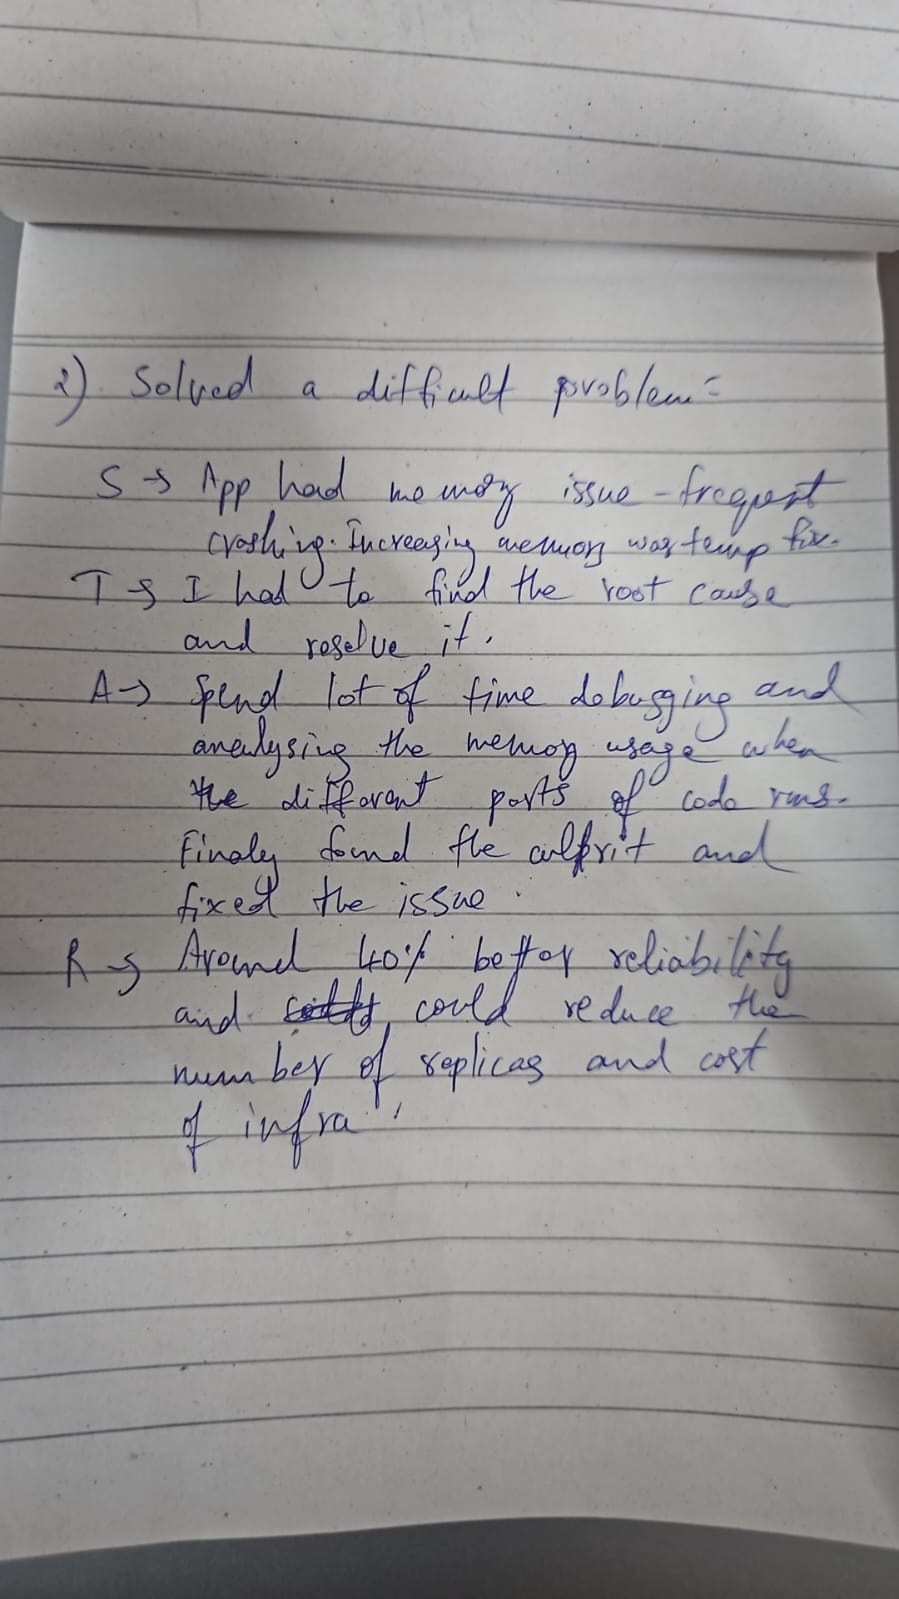 2) Solved a difficult problem:-
S → App had memory issue - frequent
crashing. Increasing memory was temp fix.
T → I had to find the root cause
and resolve it.
A → Spend lot of time debugging and
analysing the memory usage when
the different parts of code runs.
Finaly found the culprit and
fixed the issue.
R → Around 40% better reliability
and could reduce the
number of replicas and cost
of infra.